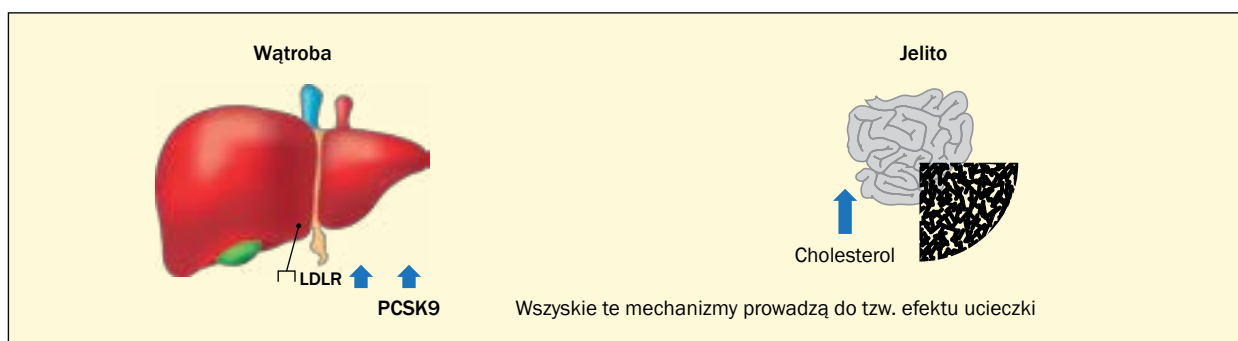 Wątroba
Jelito
LDLR
PCSK9
Cholesterol
Wszyskie te mechanizmy prowadzą do tzw. efektu ucieczki